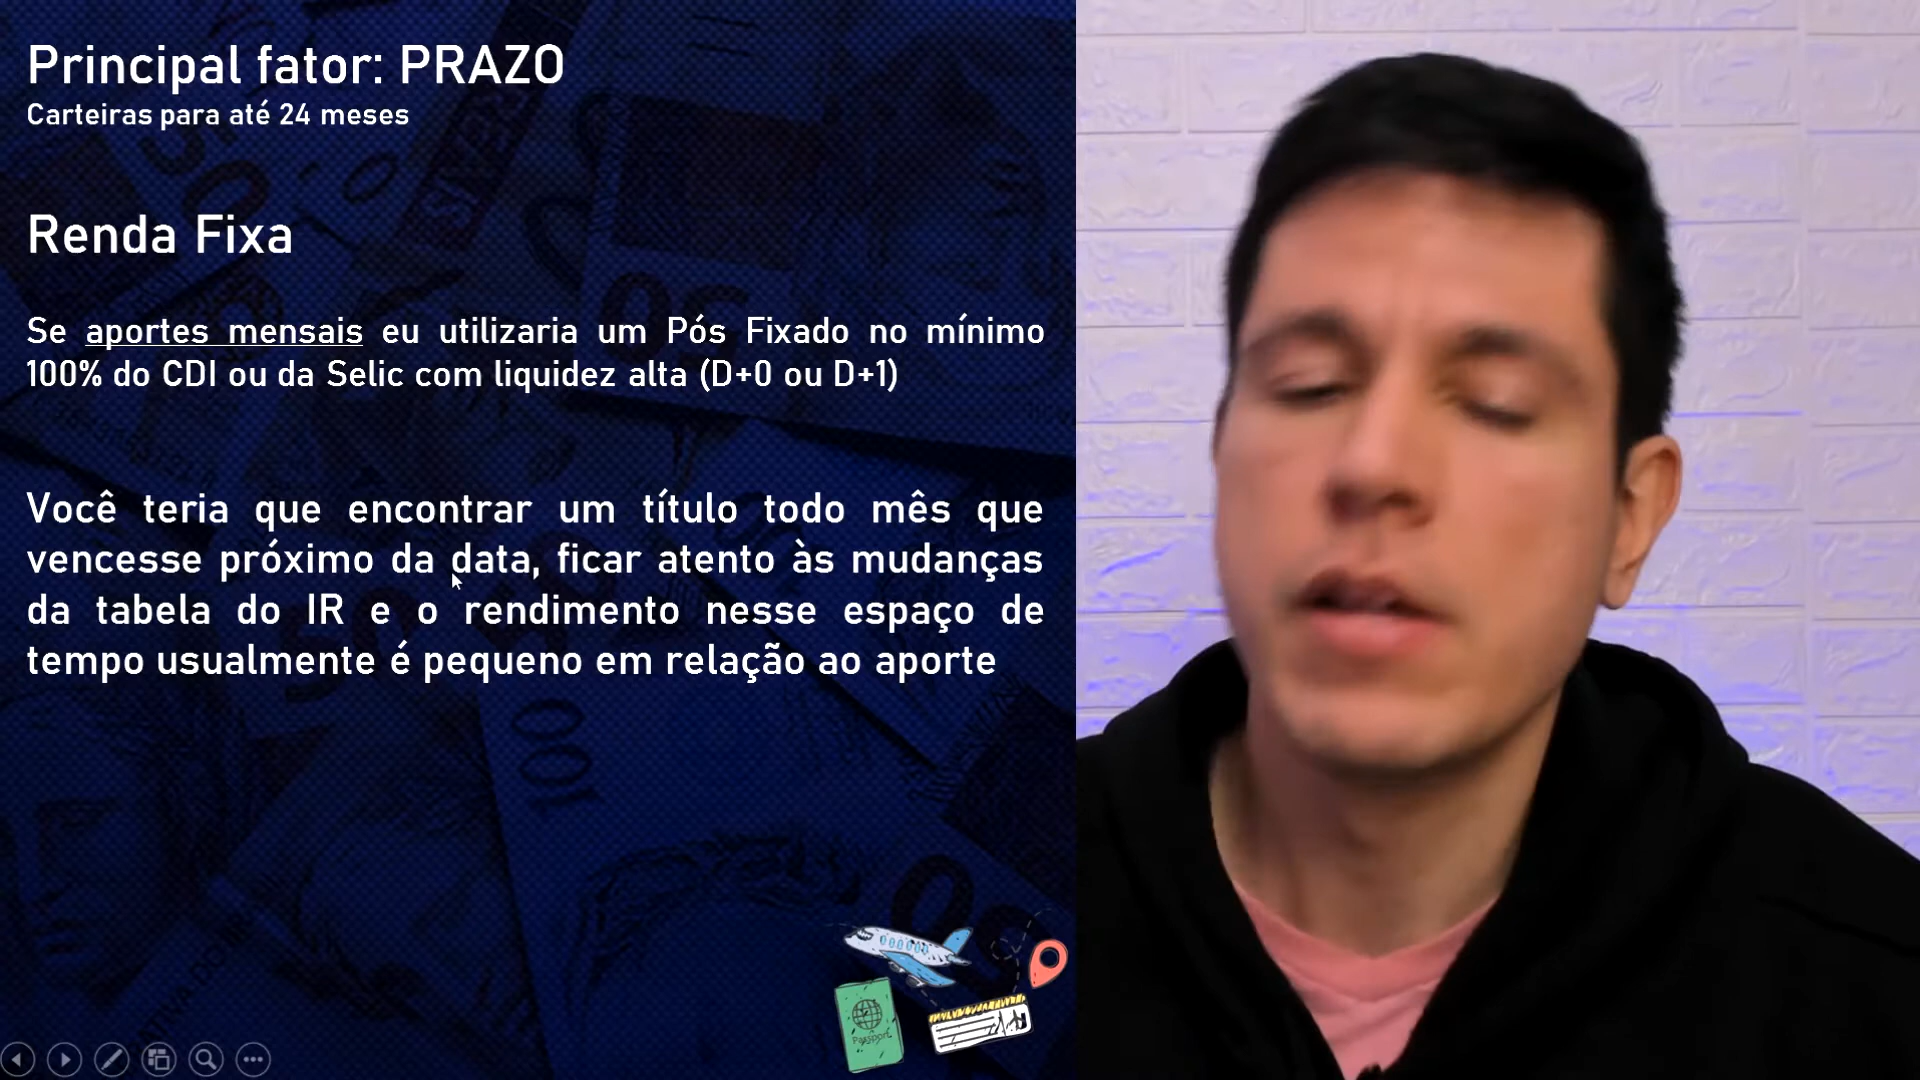 Principal fator: PRAZO
Carteiras para até 24 meses
Renda Fixa
Se aportes mensais eu utilizaria um Pós Fixado no mínimo
100% do CDI ou da Selic com liquidez alta (D+0 ou D+1)
Você teria que encontrar um título todo mês que
vencesse próximo da data, ficar atento às mudanças
da tabela do IR e o rendimento nesse espaço de
tempo usualmente é pequeno em relação ao aporte
100
Passport